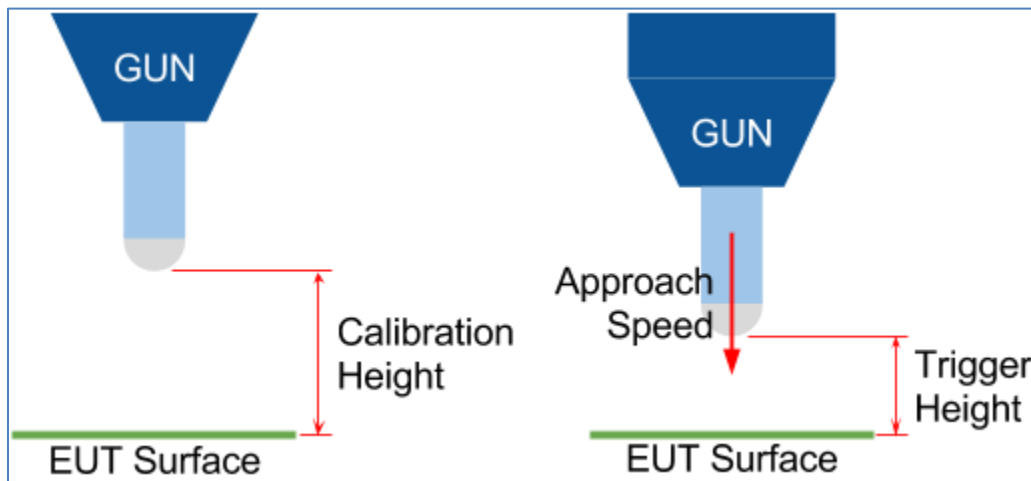 GUN
Calibration
Height
EUT Surface
GUN
Approach
Speed
Trigger
Height
EUT Surface